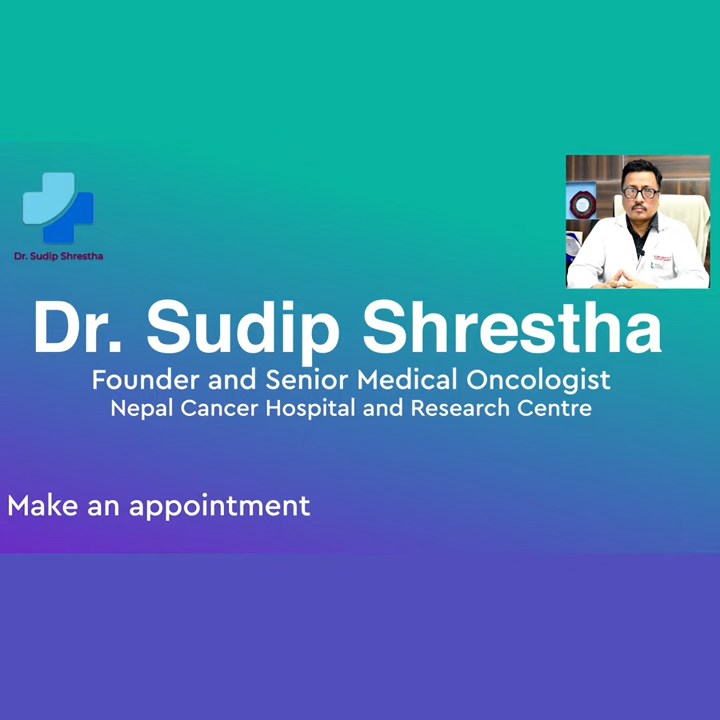 Dr. Sudip Shrestha
Dr. Sudip Shrestha
Founder and Senior Medical Oncologist
Nepal Cancer Hospital and Research Centre
Make an appointment